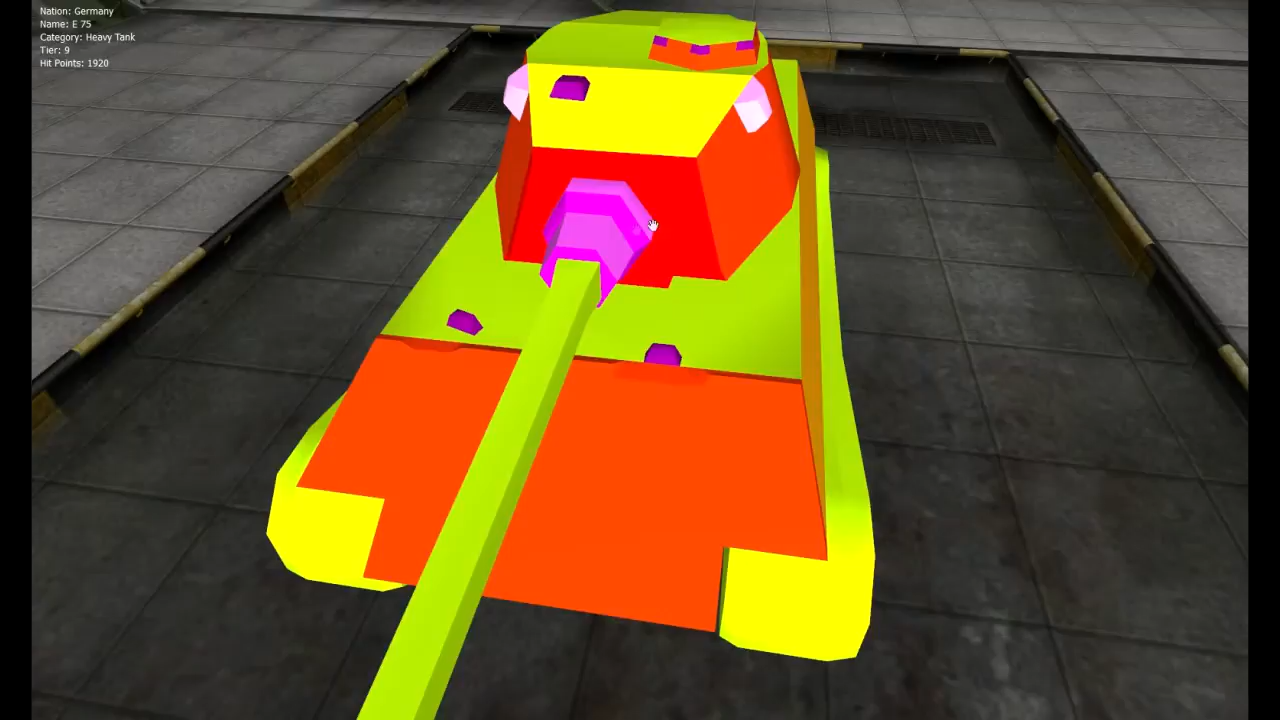 Nation: Germany
Name: E 75
Category: Heavy Tank
Tier: 9
Hit Points: 1920